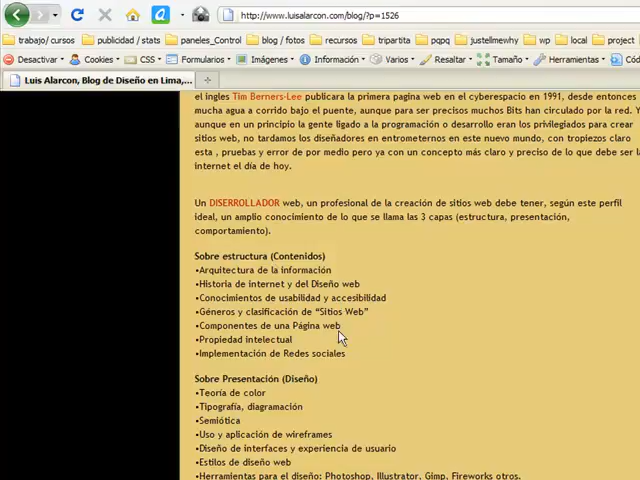 http://www.luisalarcon.com/blog/?p=1526
trabajo/ cursos publicidad / stats paneles_Control blog / fotos recursos tripartita pqpq justellmewhy wp local project
Desactivar Cookies CSS Formularios Imágenes Información Varios Resaltar Tamaño Herramientas Cód
Luis Alarcon, Blog de Diseño en Lima,...
el ingles Tim Berners-Lee publicara la primera pagina web en el cyberespacio en 1991, desde entonces
mucha agua a corrido bajo el puente, aunque para ser precisos muchos Bits han circulado por la red. Y
aunque en un principio la gente ligado a la programación o desarrollo eran los privilegiados para crear
sitios web, no tardamos los diseñadores en entrometernos en este nuevo mundo, con tropiezos claro
esta , pruebas y error de por medio pero ya con un concepto más claro y preciso de lo que debe ser la
internet el día de hoy.
Un DISERROLLADOR web, un profesional de la creación de sitios web debe tener, según este perfil
ideal, un amplio conocimiento de lo que se llama las 3 capas (estructura, presentación,
comportamiento).
Sobre estructura (Contenidos)
•Arquitectura de la información
•Historia de internet y del Diseño web
•Conocimientos de usabilidad y accesibilidad
•Géneros y clasificación de “Sitios Web”
•Componentes de una Página web
•Propiedad intelectual
•Implementación de Redes sociales
Sobre Presentación (Diseño)
•Teoría de color
•Tipografía, diagramación
•Semiótica
•Uso y aplicación de wireframes
•Diseño de interfaces y experiencia de usuario
•Estilos de diseño web
•Herramientas para el diseño: Photoshop, Illustrator, Gimp, Fireworks otros.